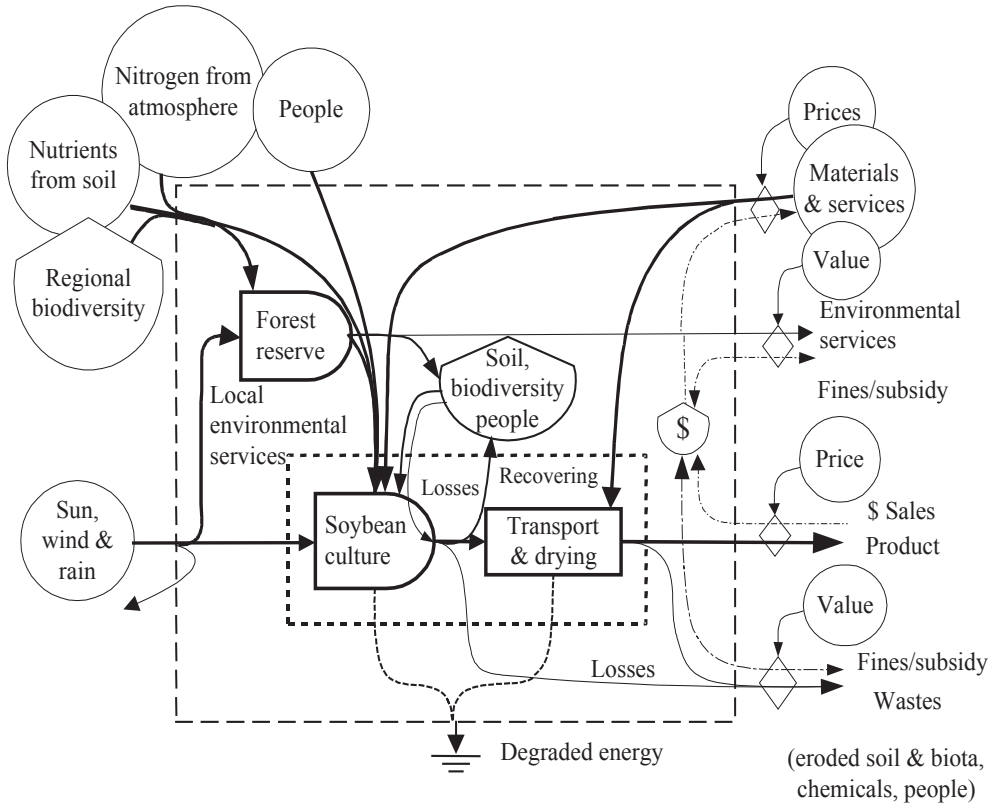 Nitrogen from
atmosphere
People
Nutrients
from soil
Regional
biodiversity
Prices
Materials
& services
Value
Environmental
services
Fines/subsidy
Forest
reserve
Soil,
biodiversity
people
Local
environmental
services
$
Price
Losses
Recovering
Sun,
wind &
rain
Soybean
culture
Transport
& drying
$ Sales
Product
Value
Losses
Fines/subsidy
Wastes
Degraded energy
(eroded soil & biota,
chemicals, people)